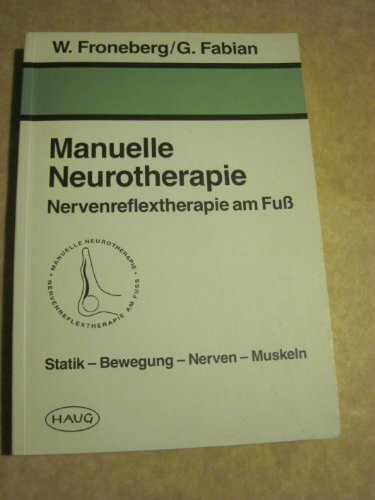 W. Froneberg/G. Fabian
Manuelle
Neurotherapie
Nervenreflextherapie am Fuß
• MANUELLE NEUROTHERAPIE •
NERVENREFLEXTHERAPIE AM FUSS
Statik – Bewegung – Nerven – Muskeln
HAUG